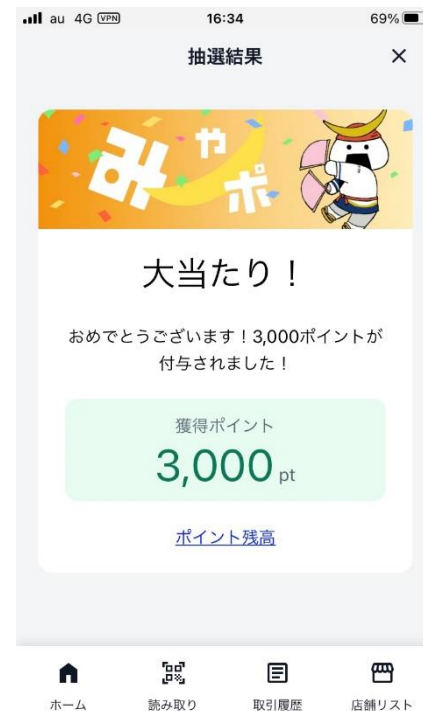 au 4G VPN 16:34 69%
抽選結果 ×
みやポ
大当たり！
おめでとうございます！3,000ポイントが
付与されました！
獲得ポイント
3,000 pt
ポイント残高
ホーム 読み取り 取引履歴 店舗リスト